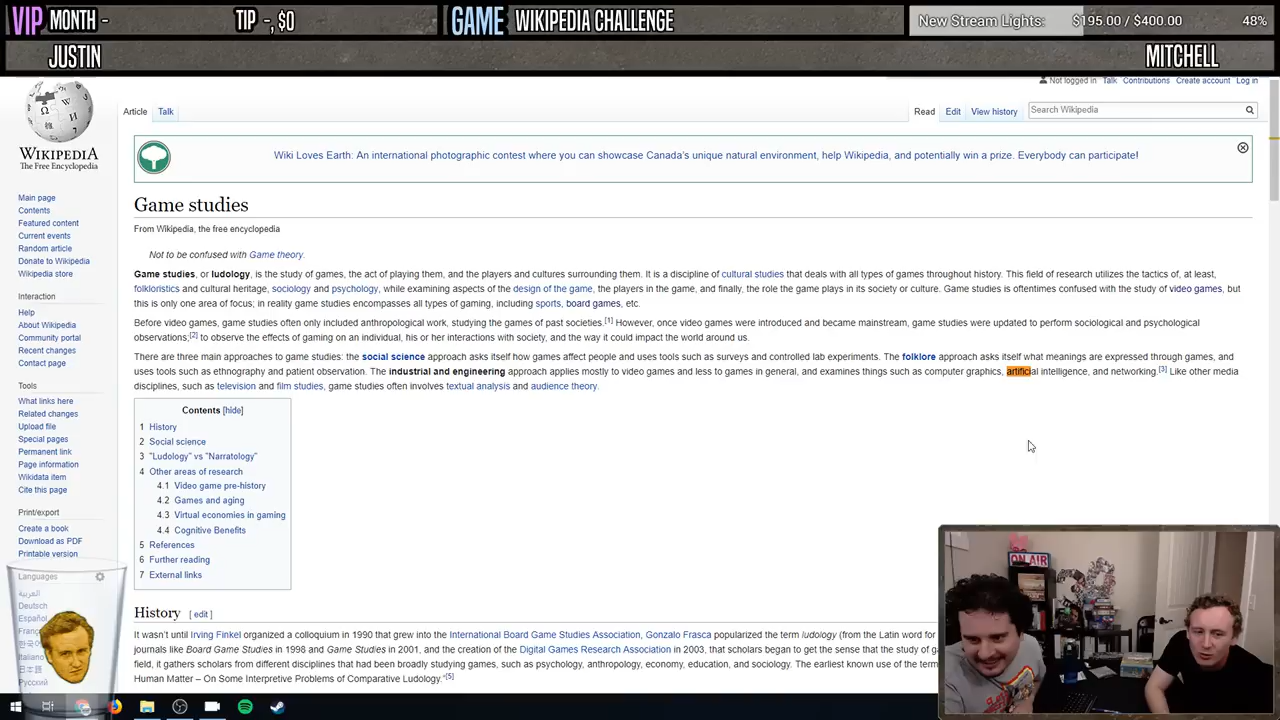 VIP MONTH - TIP -, $0 GAME WIKIPEDIA CHALLENGE New Stream Lights: $195.00 / $400.00 48%
JUSTIN MITCHELL
Not logged in Talk Contributions Create account Log in
Article Talk Read Edit View history Search Wikipedia
WIKIPEDIA
The Free Encyclopedia
Main page
Contents
Featured content
Current events
Random article
Donate to Wikipedia
Wikipedia store
Interaction
Help
About Wikipedia
Community portal
Recent changes
Contact page
Tools
What links here
Related changes
Upload file
Special pages
Permanent link
Page information
Wikidata item
Cite this page
Print/export
Create a book
Download as PDF
Printable version
Languages
العربية
Deutsch
Español
França
한국어
Italiano
Русский
Wiki Loves Earth: An international photographic contest where you can showcase Canada's unique natural environment, help Wikipedia, and potentially win a prize. Everybody can participate!
Game studies
From Wikipedia, the free encyclopedia
Not to be confused with Game theory.
Game studies, or ludology, is the study of games, the act of playing them, and the players and cultures surrounding them. It is a discipline of cultural studies that deals with all types of games throughout history. This field of research utilizes the tactics of, at least,
folkloristics and cultural heritage, sociology and psychology, while examining aspects of the design of the game, the players in the game, and finally, the role the game plays in its society or culture. Game studies is oftentimes confused with the study of video games, but
this is only one area of focus; in reality game studies encompasses all types of gaming, including sports, board games, etc.
Before video games, game studies often only included anthropological work, studying the games of past societies.[1] However, once video games were introduced and became mainstream, game studies were updated to perform sociological and psychological
observations;[2] to observe the effects of gaming on an individual, his or her interactions with society, and the way it could impact the world around us.
There are three main approaches to game studies: the social science approach asks itself how games affect people and uses tools such as surveys and controlled lab experiments. The folklore approach asks itself what meanings are expressed through games, and
uses tools such as ethnography and patient observation. The industrial and engineering approach applies mostly to video games and less to games in general, and examines things such as computer graphics, artificial intelligence, and networking.[3] Like other media
disciplines, such as television and film studies, game studies often involves textual analysis and audience theory.
Contents [hide]
1 History
2 Social science
3 "Ludology" vs "Narratology"
4 Other areas of research
4.1 Video game pre-history
4.2 Games and aging
4.3 Virtual economies in gaming
4.4 Cognitive Benefits
5 References
6 Further reading
7 External links
History [ edit ]
It wasn't until Irving Finkel organized a colloquium in 1990 that grew into the International Board Game Studies Association, Gonzalo Frasca popularized the term ludology (from the Latin word for
journals like Board Game Studies in 1998 and Game Studies in 2001, and the creation of the Digital Games Research Association in 2003, that scholars began to get the sense that the study of ga
field, it gathers scholars from different disciplines that had been broadly studying games, such as psychology, anthropology, economy, education, and sociology. The earliest known use of the term
Human Matter – On Some Interpretive Problems of Comparative Ludology."[5]
ON AIR